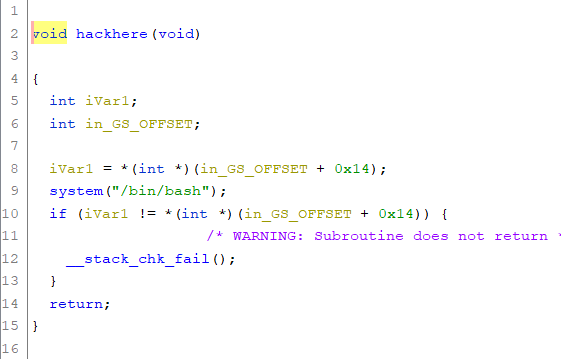 1
2 void hackhere(void)
3
4 {
5 int iVar1;
6 int in_GS_OFFSET;
7
8 iVar1 = *(int *)(in_GS_OFFSET + 0x14);
9 system("/bin/bash");
10 if (iVar1 != *(int *)(in_GS_OFFSET + 0x14)) {
11 /* WARNING: Subroutine does not return *
12 __stack_chk_fail();
13 }
14 return;
15 }
16